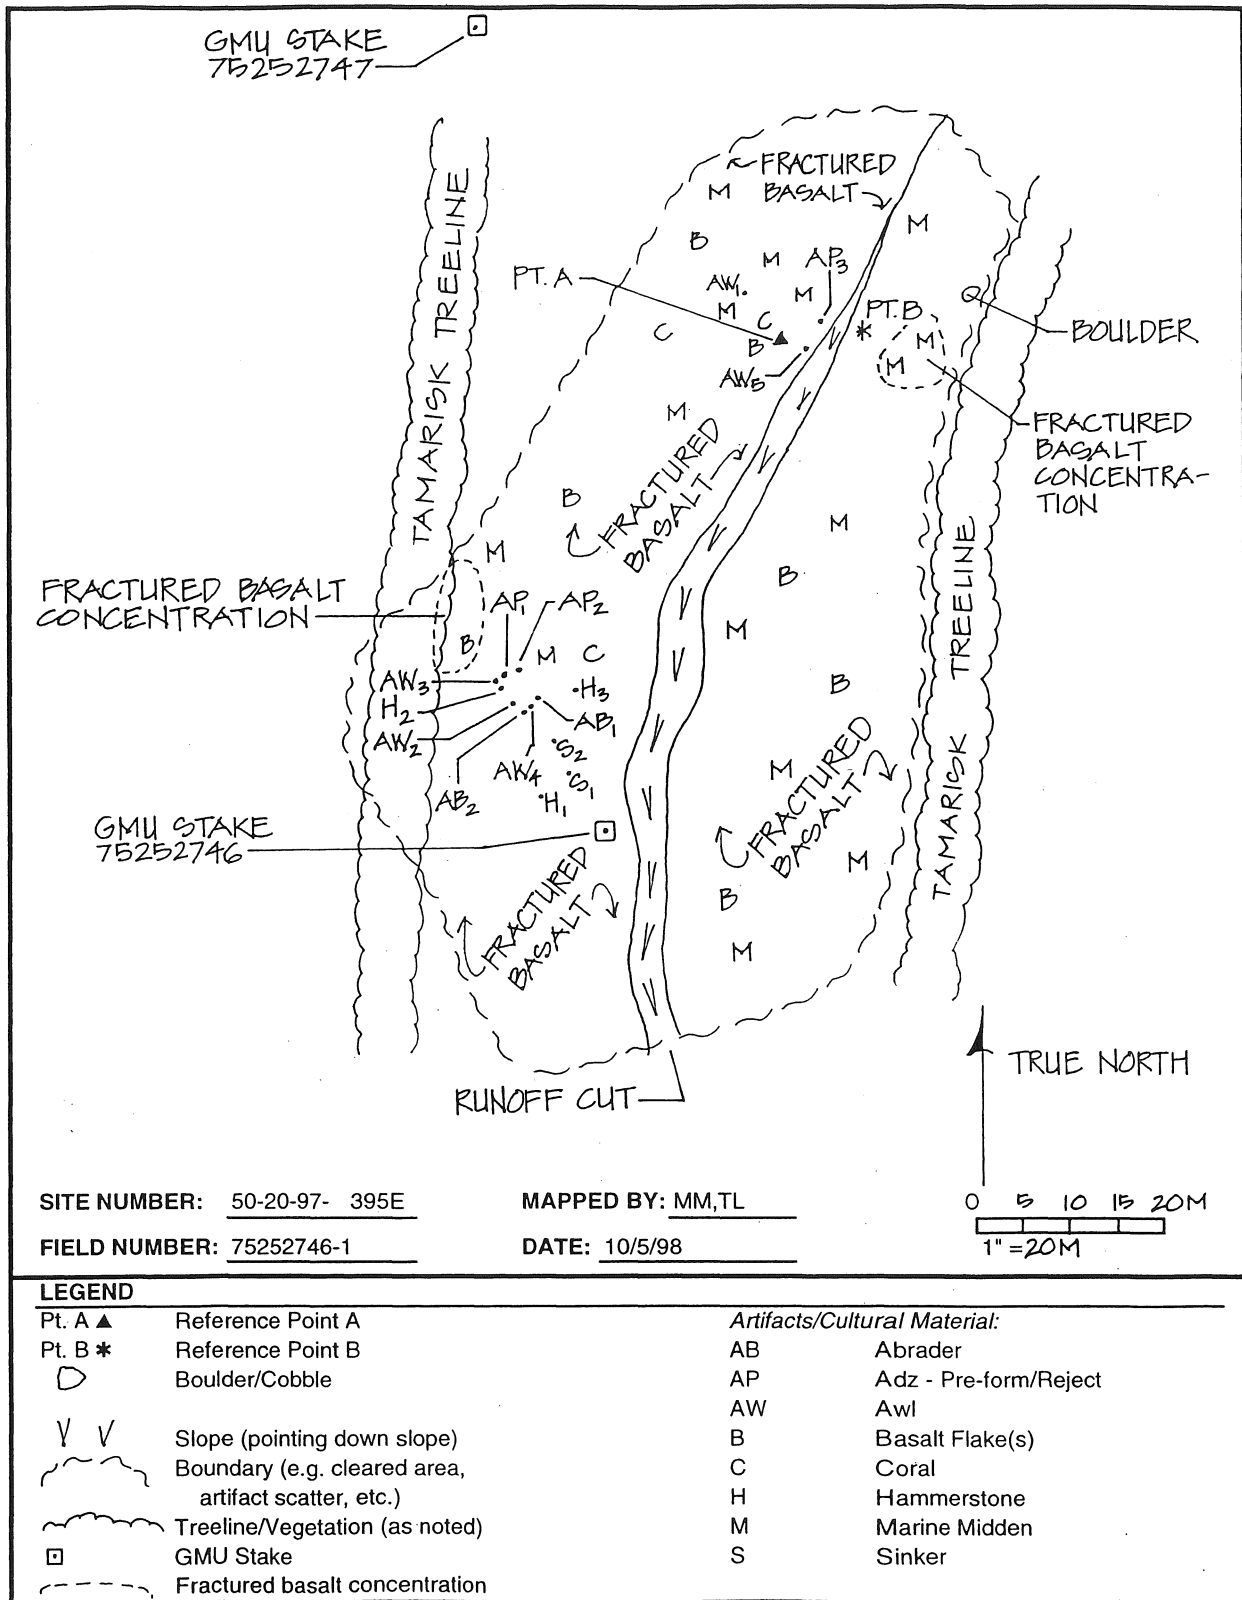 GMU STAKE
75252747
FRACTURED
BASALT
M
M
B
M
AP3
PT. A
AW1
M
M
C
PT. B
C
B
M
BOULDER
M
AW5
M
FRACTURED
BASALT
CONCENTRA-
TION
TAMARISK TREELINE
FRACTURED
BASALT
B
M
M
B
FRACTURED BASALT
CONCENTRATION
AP1
AP2
M
B
M
C
AW3
H3
B
H2
AB1
AW2
S2
AW4
M
S1
AB2
H1
FRACTURED
BASALT
TAMARISK TREELINE
GMU STAKE
75252746
M
FRACTURED
BASALT
B
M
RUNOFF CUT
TRUE NORTH
SITE NUMBER: 50-20-97- 395E
MAPPED BY: MM,TL
0 5 10 15 20M
FIELD NUMBER: 75252746-1
DATE: 10/5/98
1" = 20M
LEGEND
Pt. A ▲ Reference Point A
Pt. B * Reference Point B
Boulder/Cobble
Slope (pointing down slope)
Boundary (e.g. cleared area,
artifact scatter, etc.)
Treeline/Vegetation (as noted)
GMU Stake
Fractured basalt concentration
Artifacts/Cultural Material:
AB Abrader
AP Adz - Pre-form/Reject
AW Awl
B Basalt Flake(s)
C Coral
H Hammerstone
M Marine Midden
S Sinker